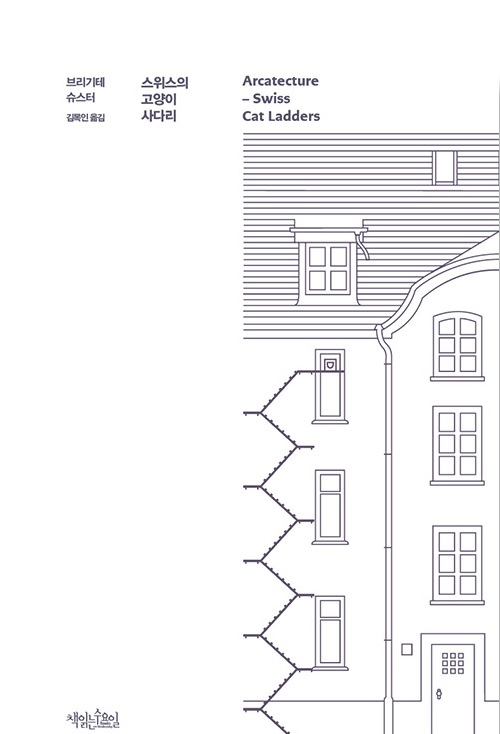 브리기테
슈스터
김목인 옮김
스위스의
고양이
사다리
Arcatecture
– Swiss
Cat Ladders
책읽는수요일